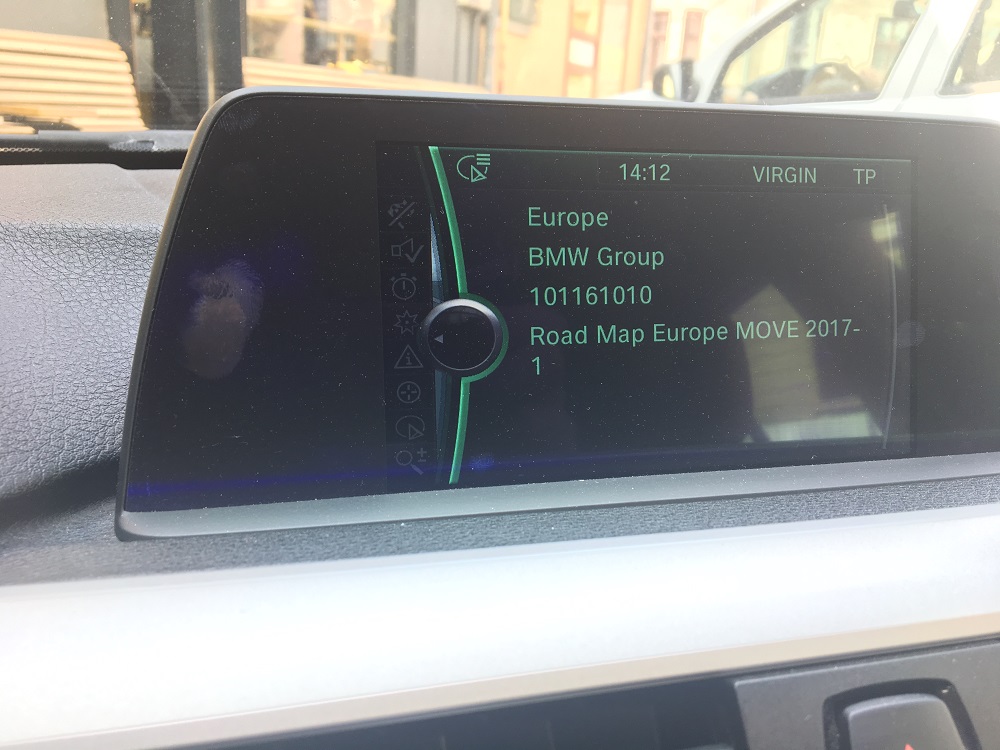 14:12 VIRGIN TP
Europe
BMW Group
101161010
Road Map Europe MOVE 2017-
1